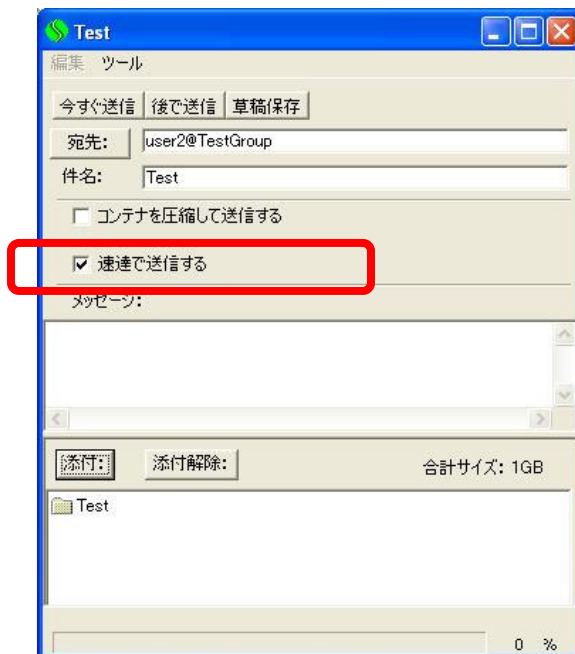 Test
編集 ツール
今すぐ送信 後で送信 草稿保存
宛先: user2@TestGroup
件名: Test
コンテナを圧縮して送信する
速達で送信する
メッセージ:
添付: 添付解除: 合計サイズ: 1GB
Test
0 %